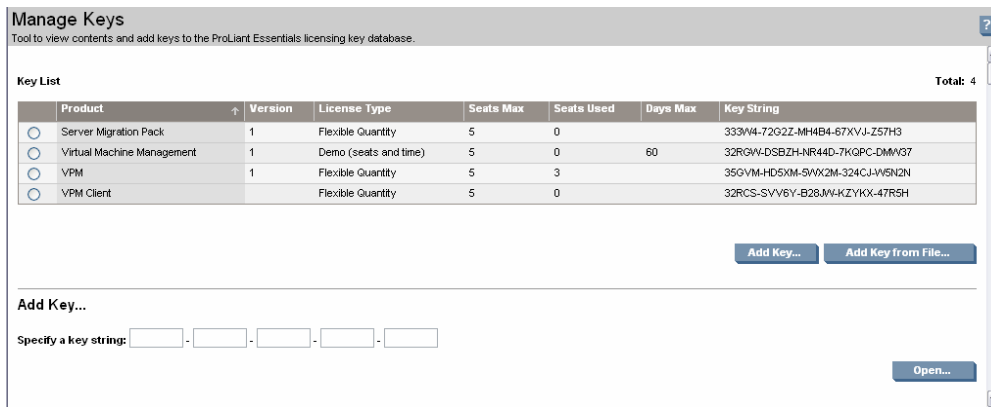 Manage Keys
Tool to view contents and add keys to the ProLiant Essentials licensing key database.
?
Key List Total: 4
Product Version License Type Seats Max Seats Used Days Max Key String
Server Migration Pack 1 Flexible Quantity 5 0 333W4-72G2Z-MH4B4-67XVJ-Z57H3
Virtual Machine Management 1 Demo (seats and time) 5 0 60 32RGW-DSBZH-NR44D-7KQPC-DMW37
VPM 1 Flexible Quantity 5 3 35GVM-HD5XM-5WX2M-324CJ-W5N2N
VPM Client Flexible Quantity 5 0 32RCS-SVV6Y-B28JW-KZYKX-47R5H
Add Key... Add Key from File...
Add Key...
Specify a key string: - - - -
Open...